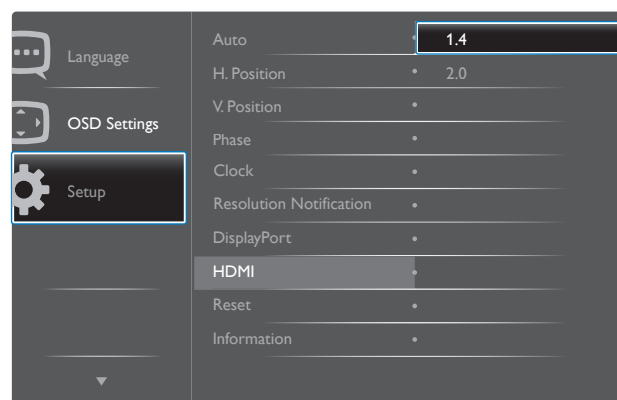 Language
OSD Settings
Setup
Auto
H. Position
V. Position
Phase
Clock
Resolution Notification
DisplayPort
HDMI
Reset
Information
1.4
2.0